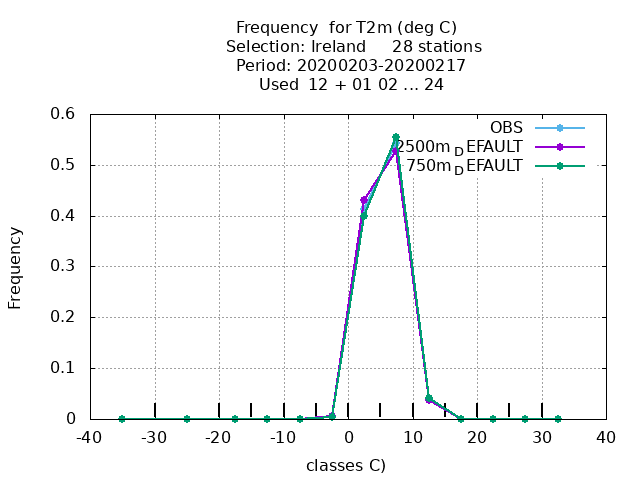 Frequency  for T2m (deg C)
Selection: Ireland     28 stations
Period: 20200203-20200217
Used  12 + 01 02 ... 24
OBS
2500m_DEFAULT
750m_DEFAULT
Frequency
0.6
0.5
0.4
0.3
0.2
0.1
0
-40 -30 -20 -10 0 10 20 30 40
classes C)